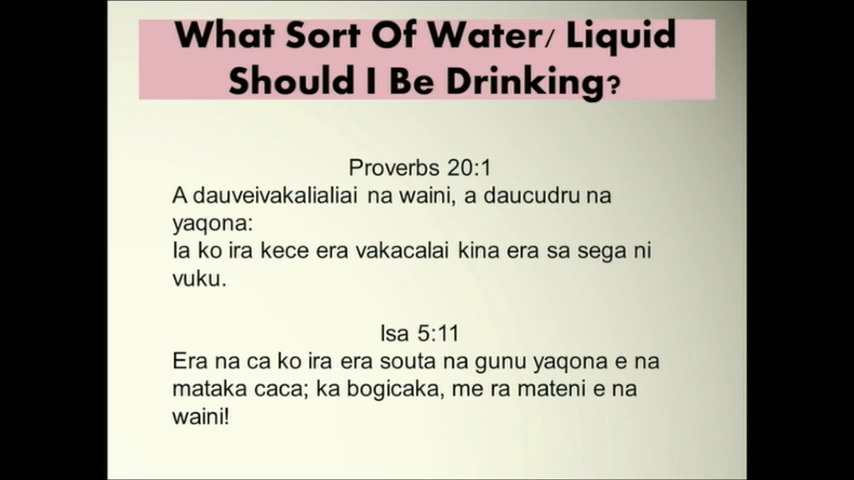 What Sort Of Water/ Liquid
Should I Be Drinking?
Proverbs 20:1
A dauveivakalialiai na waini, a daucudru na
yaqona:
Ia ko ira kece era vakacalai kina era sa sega ni
vuku.
Isa 5:11
Era na ca ko ira era souta na gunu yaqona e na
mataka caca; ka bogicaka, me ra mateni e na
waini!